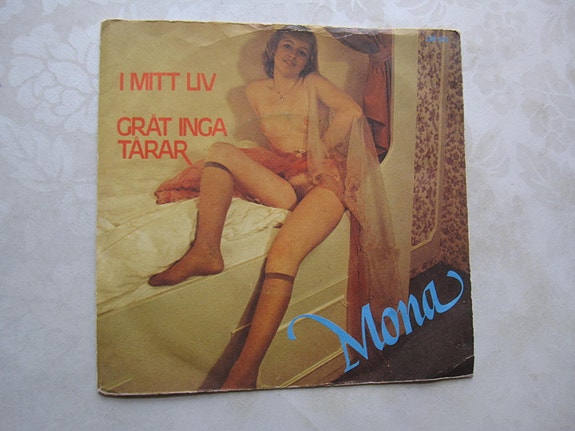 I MITT LIV
GRÅT INGA
TÅRAR
Mona